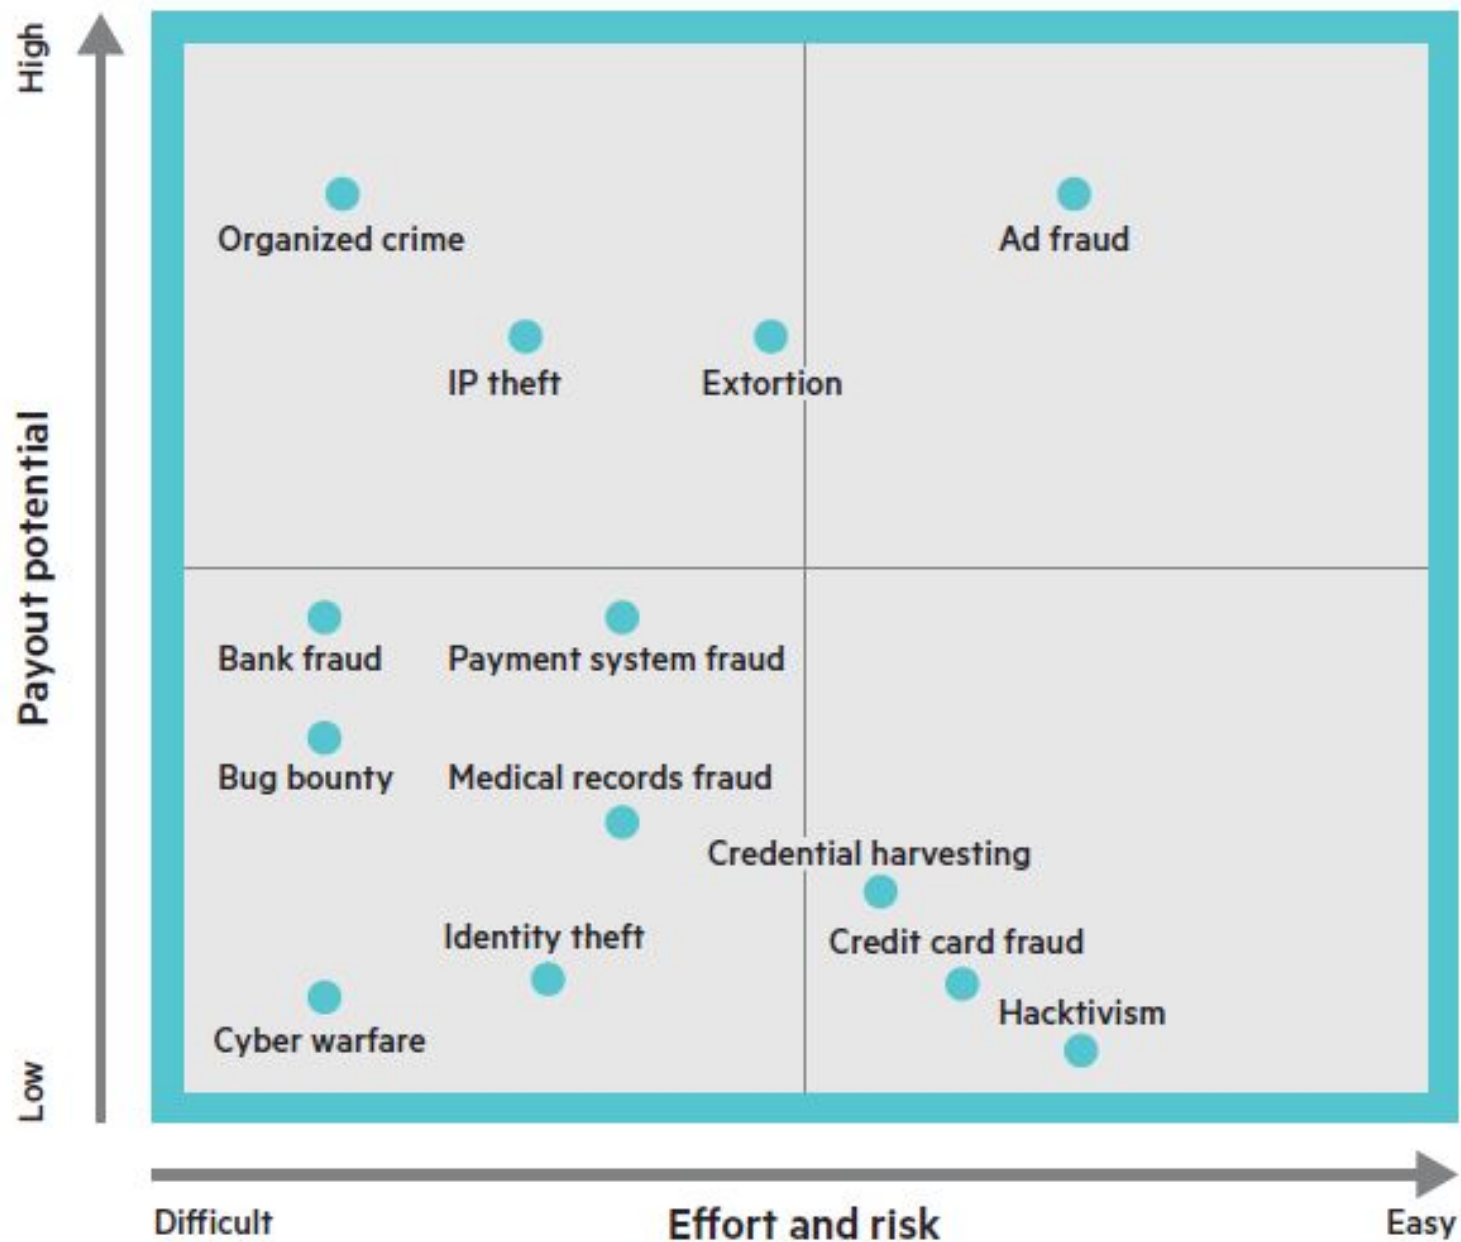 High
Organized crime
Ad fraud
IP theft
Extortion
Payout potential
Bank fraud
Payment system fraud
Bug bounty
Medical records fraud
Credential harvesting
Identity theft
Credit card fraud
Hacktivism
Cyber warfare
Low
Difficult
Effort and risk
Easy